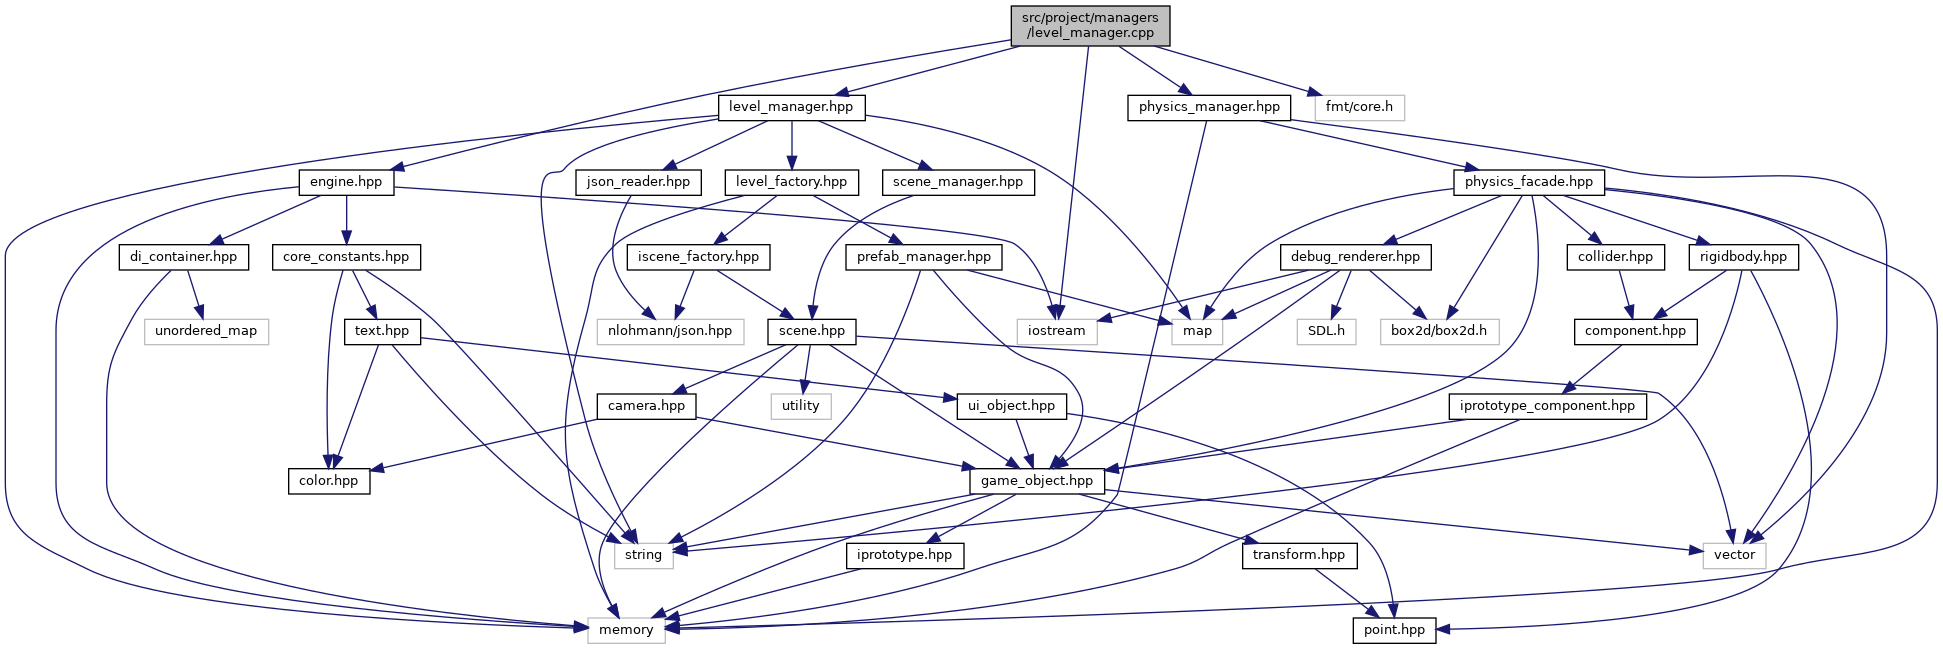 src/project/managers
/level_manager.cpp
level_manager.hpp
physics_manager.hpp
fmt/core.h
engine.hpp
json_reader.hpp
level_factory.hpp
scene_manager.hpp
physics_facade.hpp
di_container.hpp
core_constants.hpp
iscene_factory.hpp
prefab_manager.hpp
debug_renderer.hpp
collider.hpp
rigidbody.hpp
unordered_map
text.hpp
nlohmann/json.hpp
scene.hpp
iostream
map
SDL.h
box2d/box2d.h
component.hpp
camera.hpp
utility
ui_object.hpp
iprototype_component.hpp
color.hpp
game_object.hpp
string
iprototype.hpp
transform.hpp
vector
memory
point.hpp